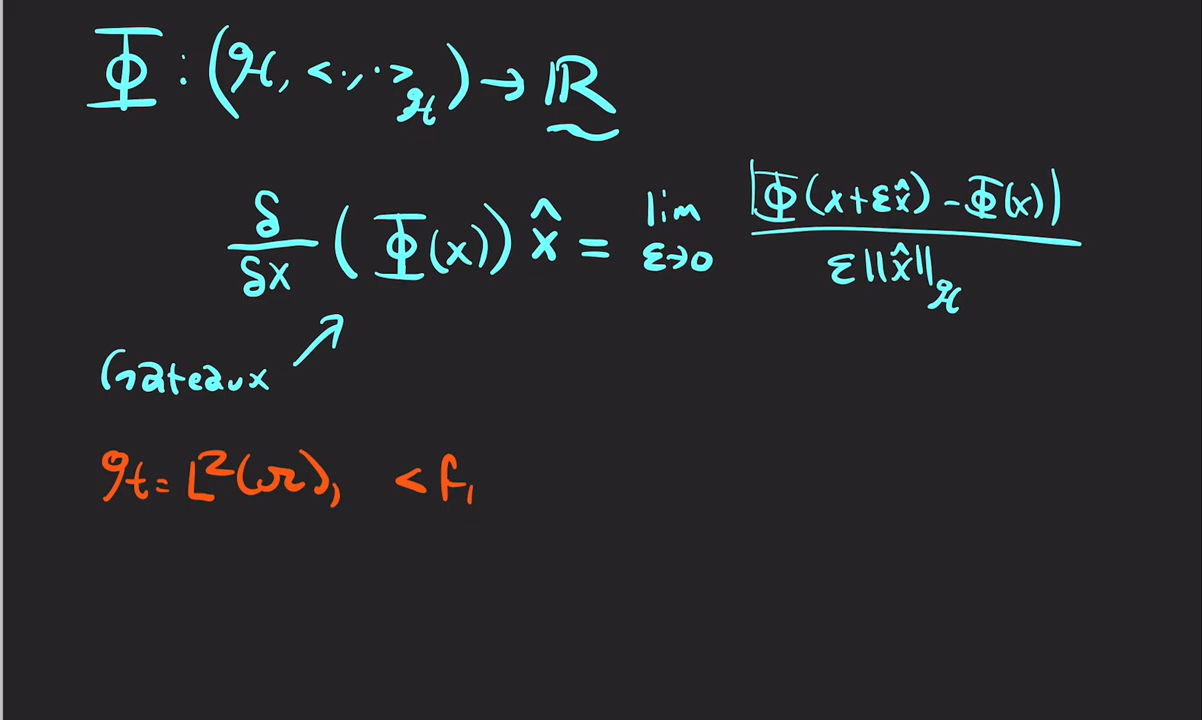 Φ : (ℋ, <·,·>_ℋ) → ℝ
δ/δx (Φ(x)) x̂ = lim_{ε→0} |Φ(x+εx̂) - Φ(x)| / ε||x̂||_ℋ
Gateaux
ℋ = L²(Ω), <f,